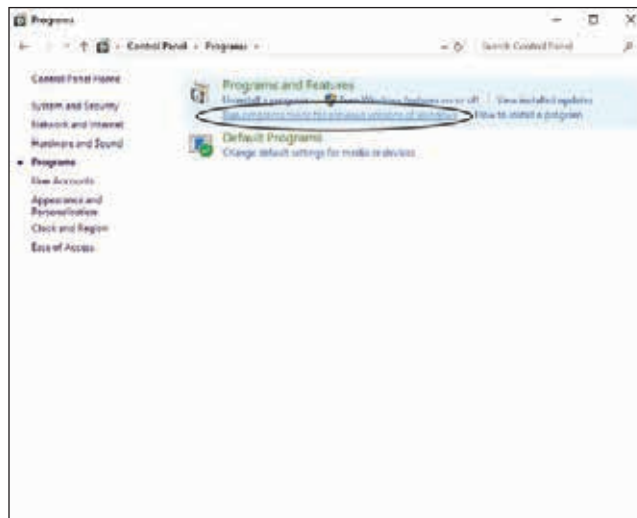 Programs
Control Panel › Programs ›
Search Control Panel
Control Panel Home
System and Security
Network and Internet
Hardware and Sound
Programs
User Accounts
Appearance and
Personalization
Clock and Region
Ease of Access
Programs and Features
Uninstall a program
Turn Windows features on or off
View installed updates
Run programs made for previous versions of Windows
How to install a program
Default Programs
Change default settings for media or devices